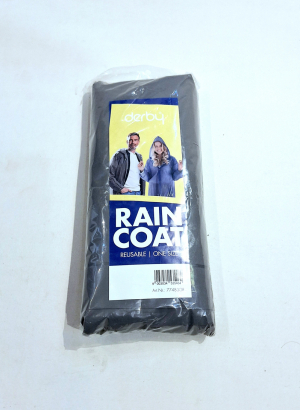 derby
RAIN
COAT
REUSABLE | ONE SIZE